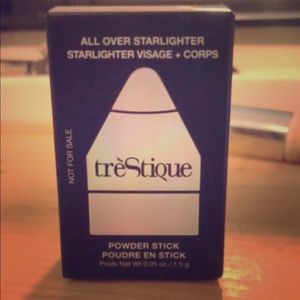 ALL OVER STARLIGHTER
STARLIGHTER VISAGE + CORPS
NOT FOR SALE
trèStique
POWDER STICK
POUDRE EN STICK
Poids Net Wt 0.05 oz / 1.5 g